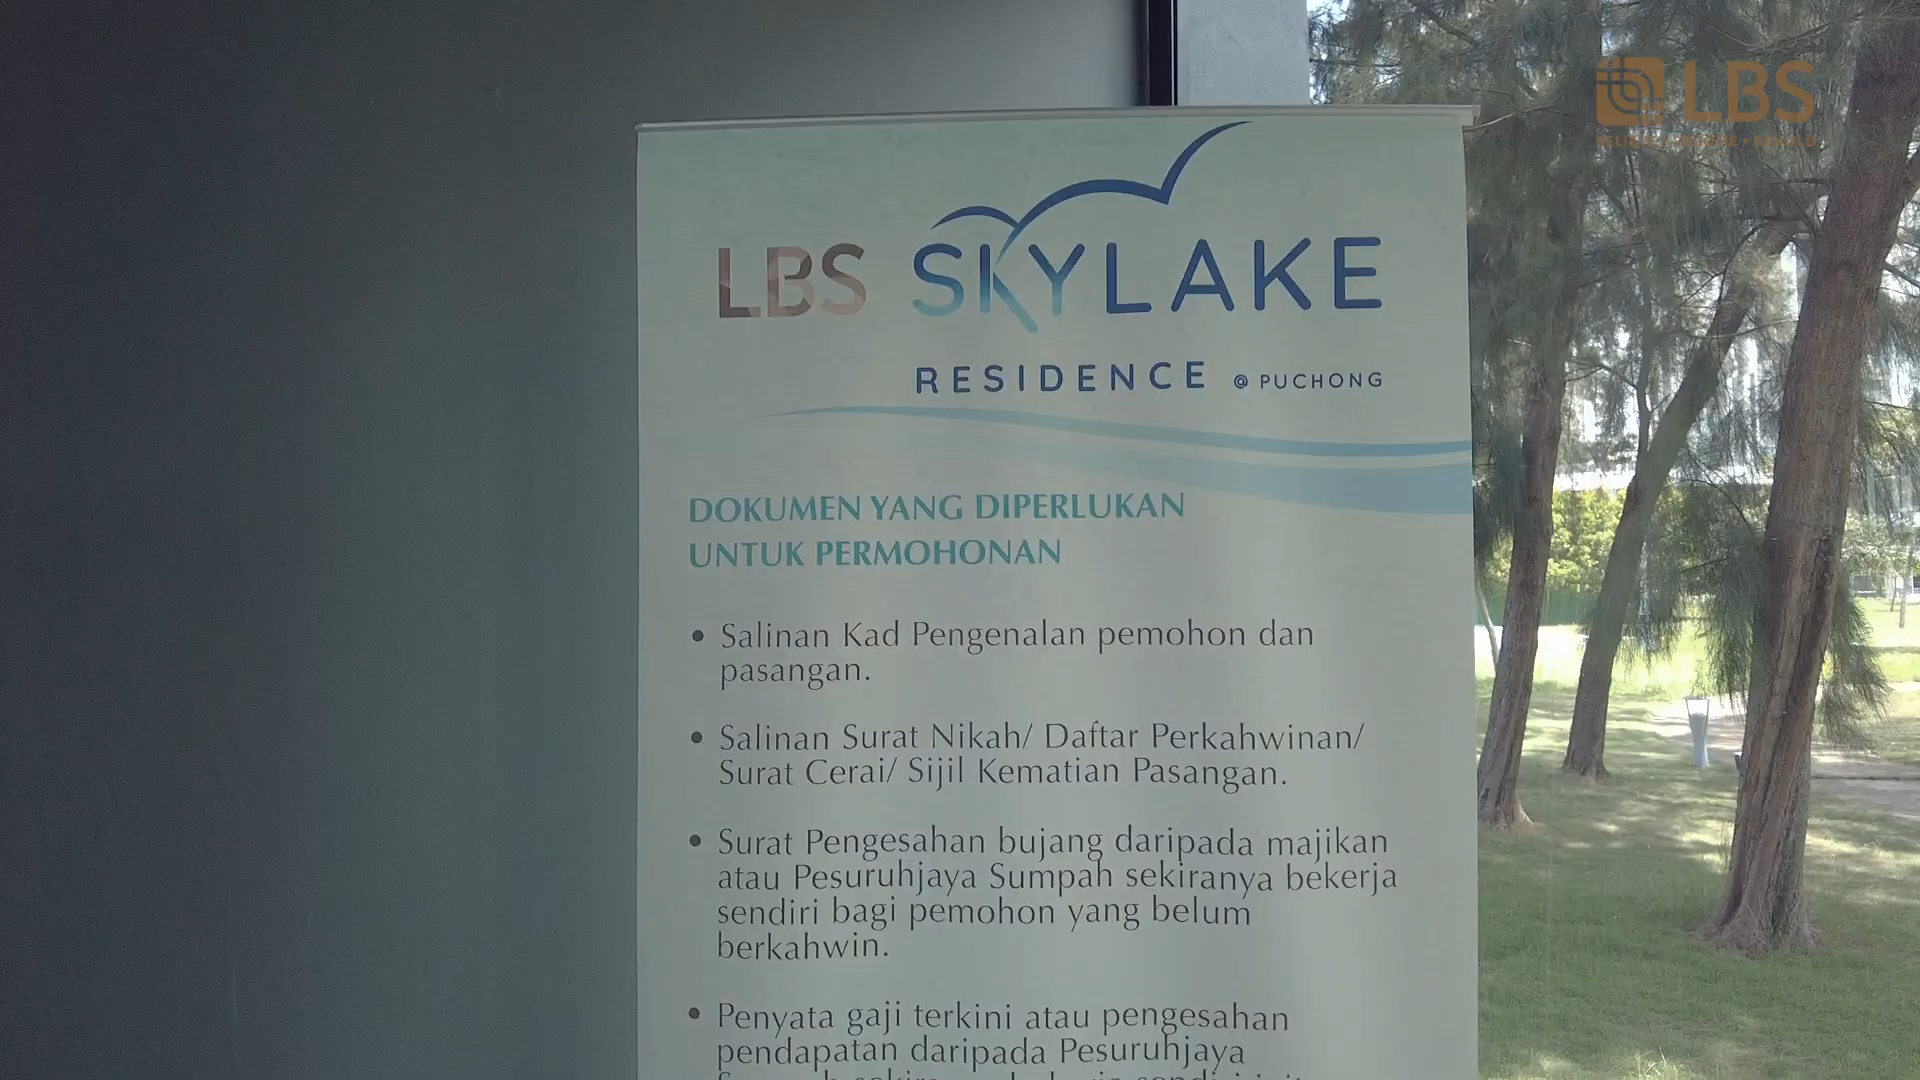 LBS
LBS SKYLAKE
RESIDENCE @ PUCHONG
DOKUMEN YANG DIPERLUKAN
UNTUK PERMOHONAN
• Salinan Kad Pengenalan pemohon dan
pasangan.
• Salinan Surat Nikah/ Daftar Perkahwinan/
Surat Cerai/ Sijil Kematian Pasangan.
• Surat Pengesahan bujang daripada majikan
atau Pesuruhjaya Sumpah sekiranya bekerja
sendiri bagi pemohon yang belum
berkahwin.
• Penyata gaji terkini atau pengesahan
pendapatan daripada Pesuruhjaya